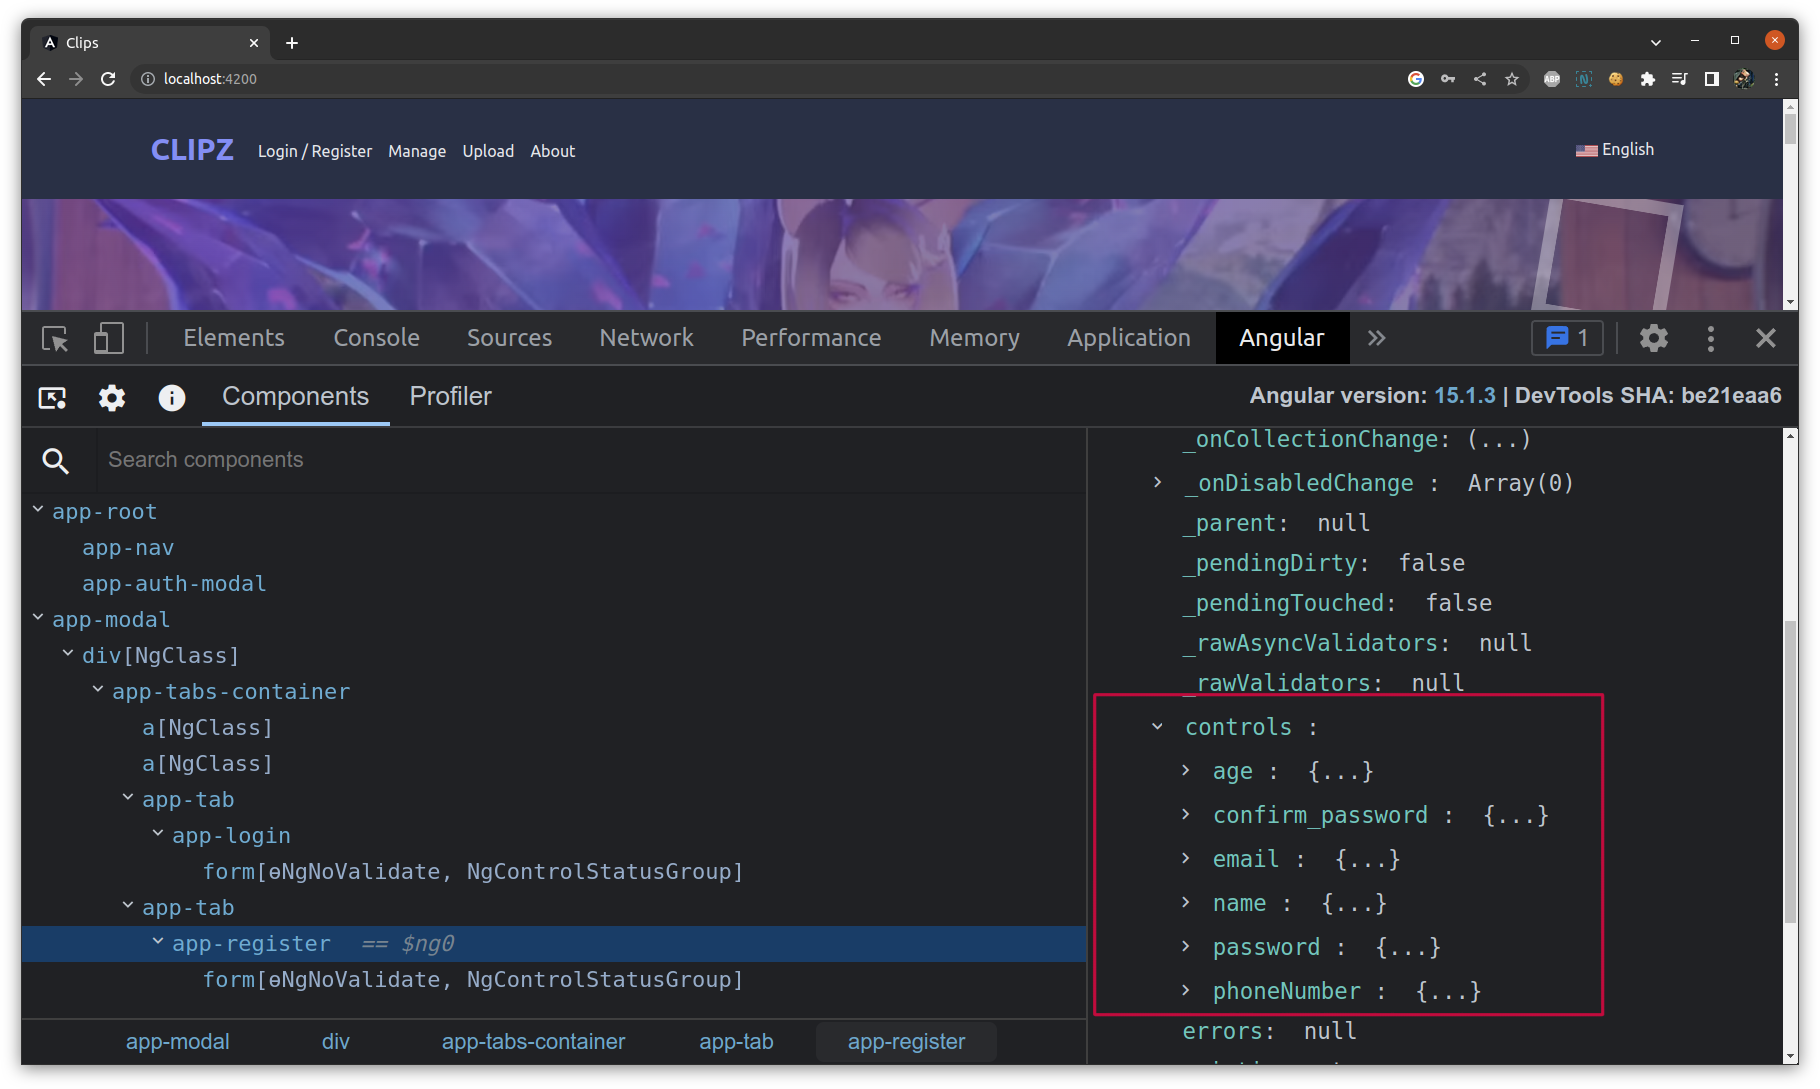 Clips
localhost:4200
ABP
N
CLIPZ Login / Register Manage Upload About English
Elements Console Sources Network Performance Memory Application Angular 1
Components Profiler Angular version: 15.1.3 | DevTools SHA: be21eaa6
Search components
app-root
app-nav
app-auth-modal
app-modal
div[NgClass]
app-tabs-container
a[NgClass]
a[NgClass]
app-tab
app-login
form[ɵNgNoValidate, NgControlStatusGroup]
app-tab
app-register == $ng0
form[ɵNgNoValidate, NgControlStatusGroup]
app-modal div app-tabs-container app-tab app-register
_onCollectionChange: (...)
_onDisabledChange : Array(0)
_parent: null
_pendingDirty: false
_pendingTouched: false
_rawAsyncValidators: null
_rawValidators: null
controls :
age : {...}
confirm_password : {...}
email : {...}
name : {...}
password : {...}
phoneNumber : {...}
errors: null